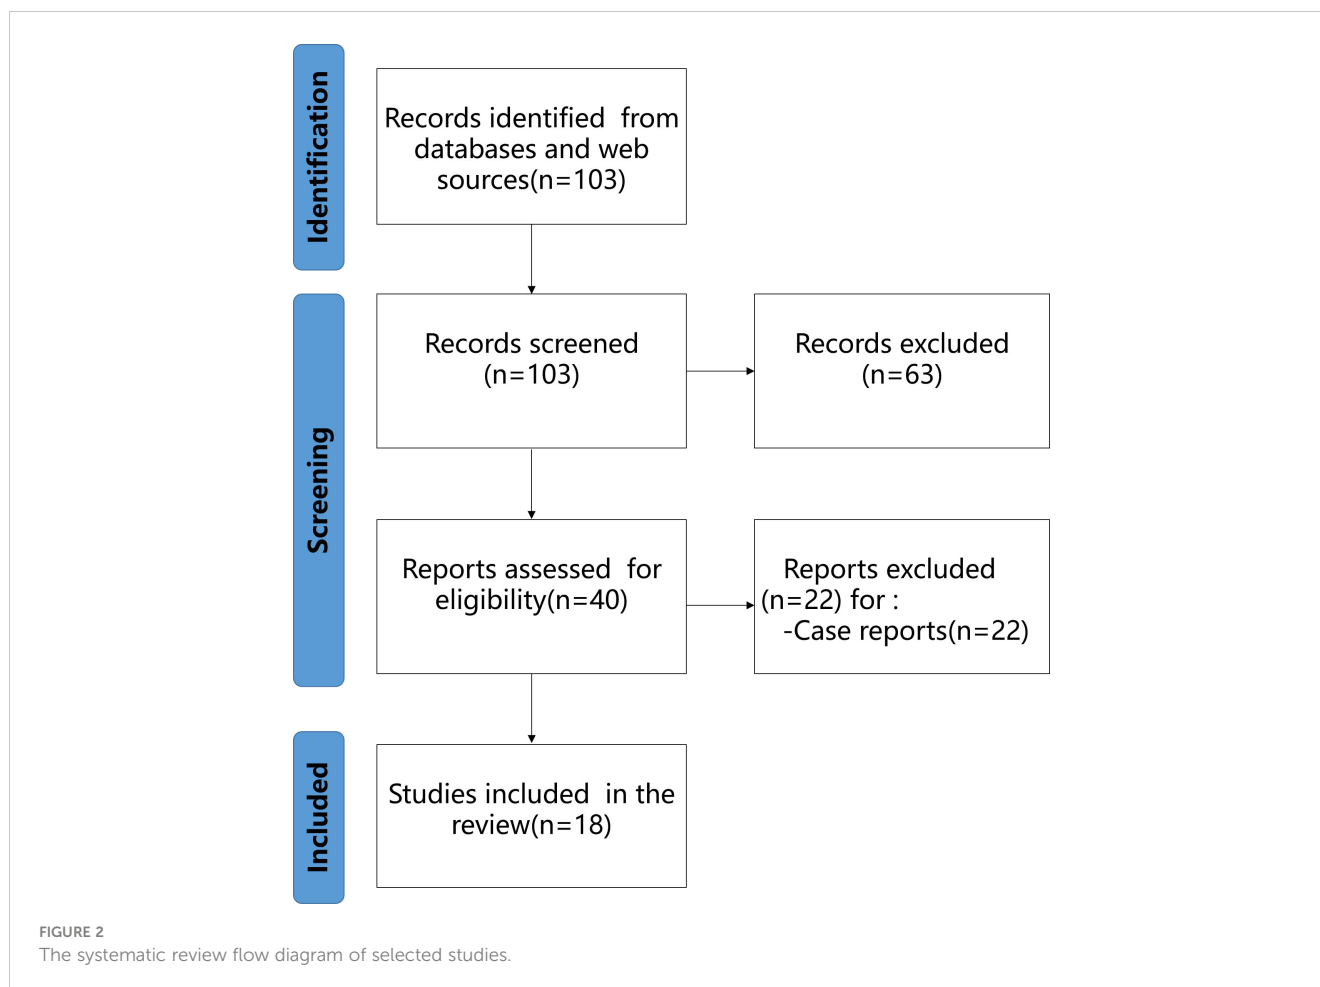 Identification
Records identified  from
databases and web
sources(n=103)
Screening
Records screened
(n=103)
Records excluded
(n=63)
Reports assessed  for
eligibility(n=40)
Reports excluded
(n=22) for :
-Case reports(n=22)
Included
Studies included  in the
review(n=18)
FIGURE 2
The systematic review flow diagram of selected studies.